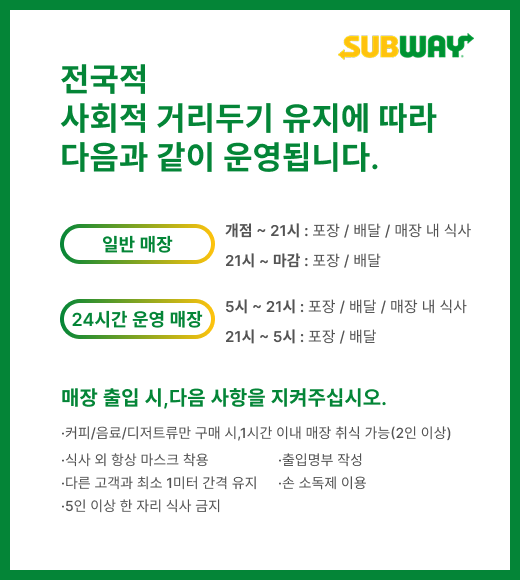 SUBWAY
전국적
사회적 거리두기 유지에 따라
다음과 같이 운영됩니다.
일반 매장
개점 ~ 21시 : 포장 / 배달 / 매장 내 식사
21시 ~ 마감 : 포장 / 배달
24시간 운영 매장
5시 ~ 21시 : 포장 / 배달 / 매장 내 식사
21시 ~ 5시 : 포장 / 배달
매장 출입 시,다음 사항을 지켜주십시오.
·커피/음료/디저트류만 구매 시,1시간 이내 매장 취식 가능(2인 이상)
·식사 외 항상 마스크 착용
·출입명부 작성
·다른 고객과 최소 1미터 간격 유지
·손 소독제 이용
·5인 이상 한 자리 식사 금지